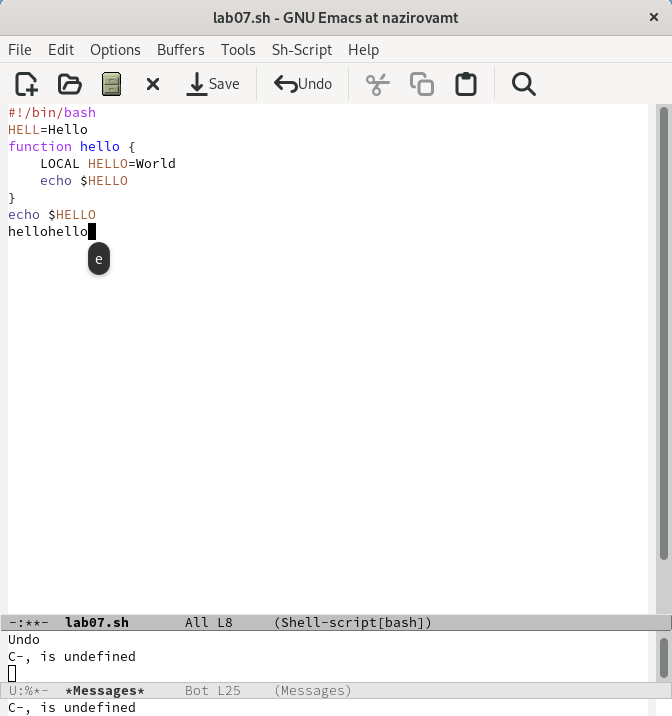 lab07.sh - GNU Emacs at nazirovamt
File Edit Options Buffers Tools Sh-Script Help
Save Undo
#!/bin/bash
HELL=Hello
function hello {
    LOCAL HELLO=World
    echo $HELLO
}
echo $HELLO
hellohello
e
-:**-  lab07.sh       All L8     (Shell-script[bash])
Undo
C-, is undefined
U:%*-  *Messages*     Bot L25    (Messages)
C-, is undefined